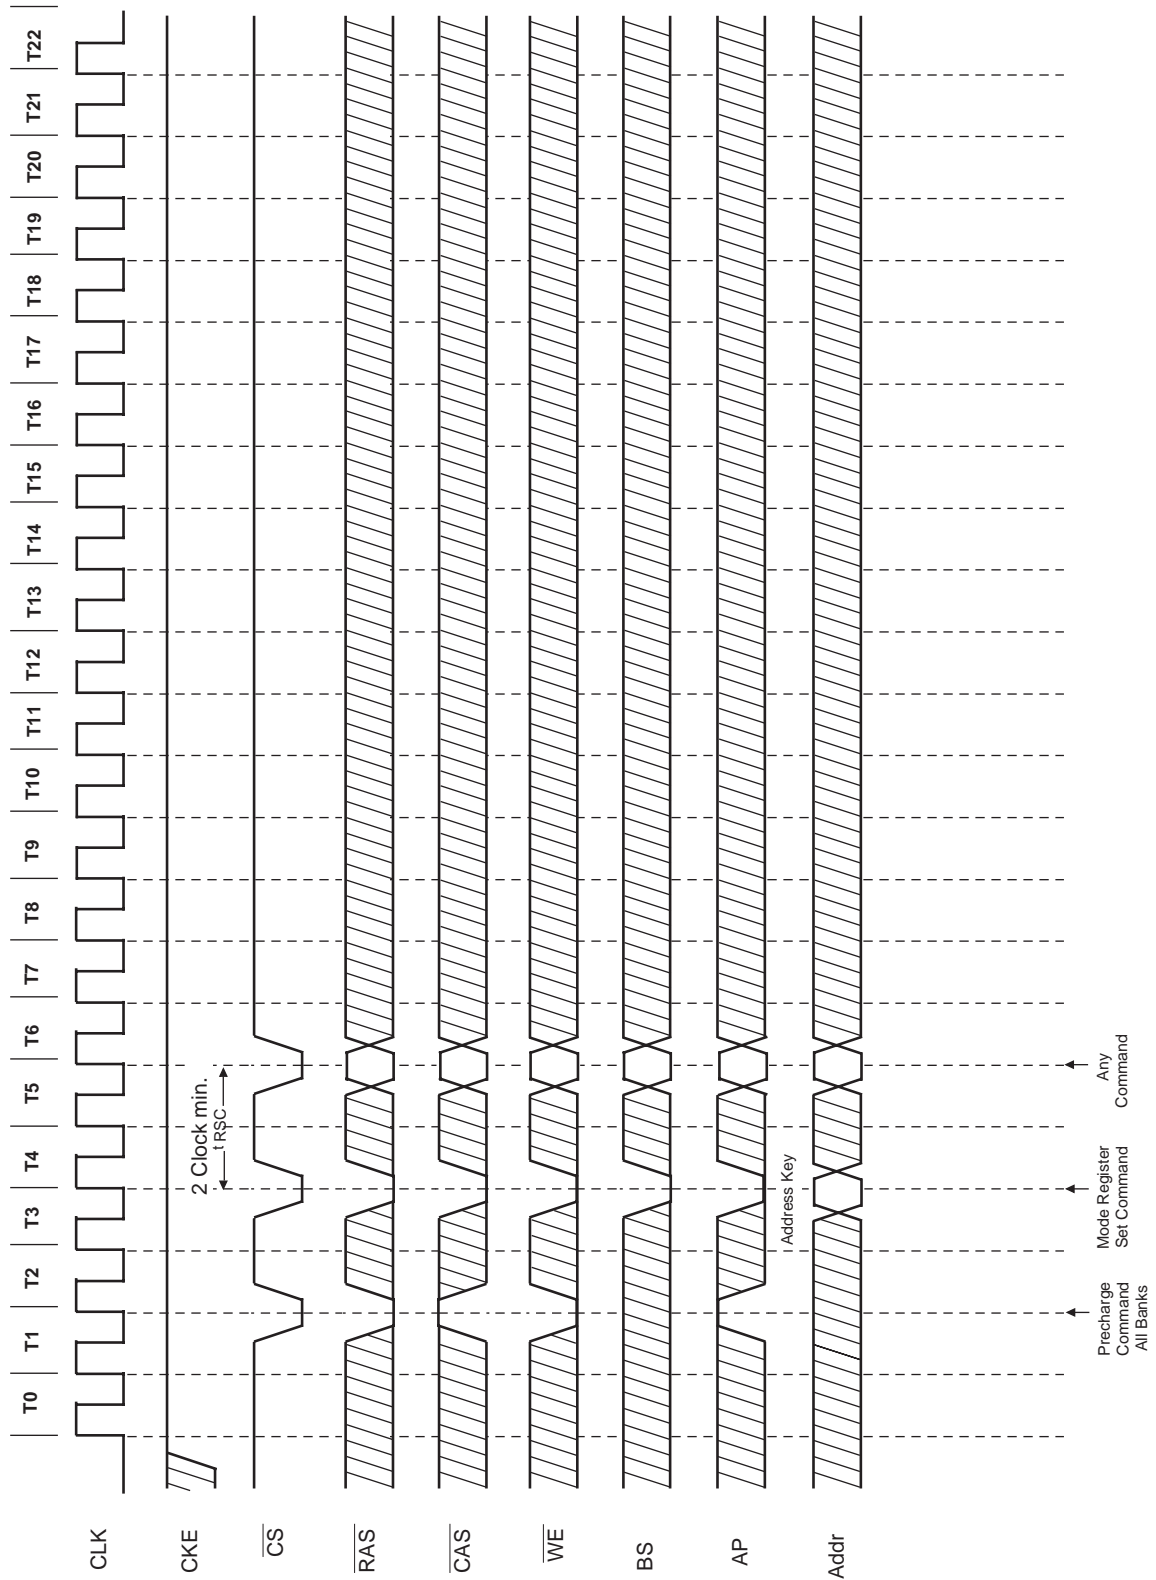 T0
T1
T2
T3
T4
T5
T6
T7
T8
T9
T10
T11
T12
T13
T14
T15
T16
T17
T18
T19
T20
T21
T22
CLK
CKE
2 Clock min.
t RSC
CS
RAS
CAS
WE
BS
AP
Address Key
Addr
Precharge
Command
All Banks
Mode Register
Set Command
Any
Command